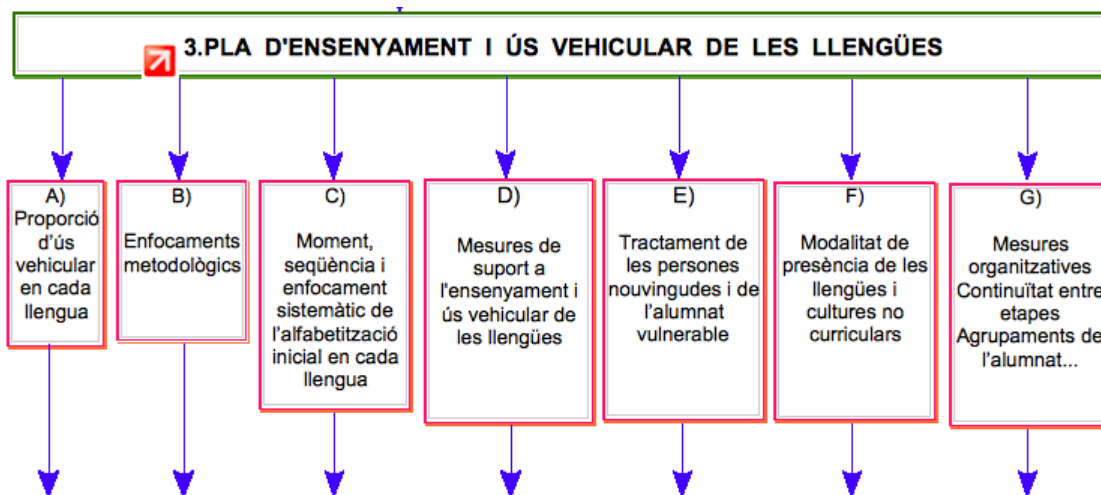 3.PLA D'ENSENYAMENT I ÚS VEHICULAR DE LES LLENGÜES
A)
Proporció
d'ús
vehicular
en cada
llengua
B)
Enfocaments
metodològics
C)
Moment,
seqüència i
enfocament
sistemàtic de
l'alfabetització
inicial en cada
llengua
D)
Mesures de
suport a
l'ensenyament i
ús vehicular de
les llengües
E)
Tractament de
les persones
nouvingudes i de
l'alumnat
vulnerable
F)
Modalitat de
presència de les
llengües i
cultures no
curriculars
G)
Mesures
organitzatives
Continuïtat entre
etapes
Agrupaments de
l'alumnat...